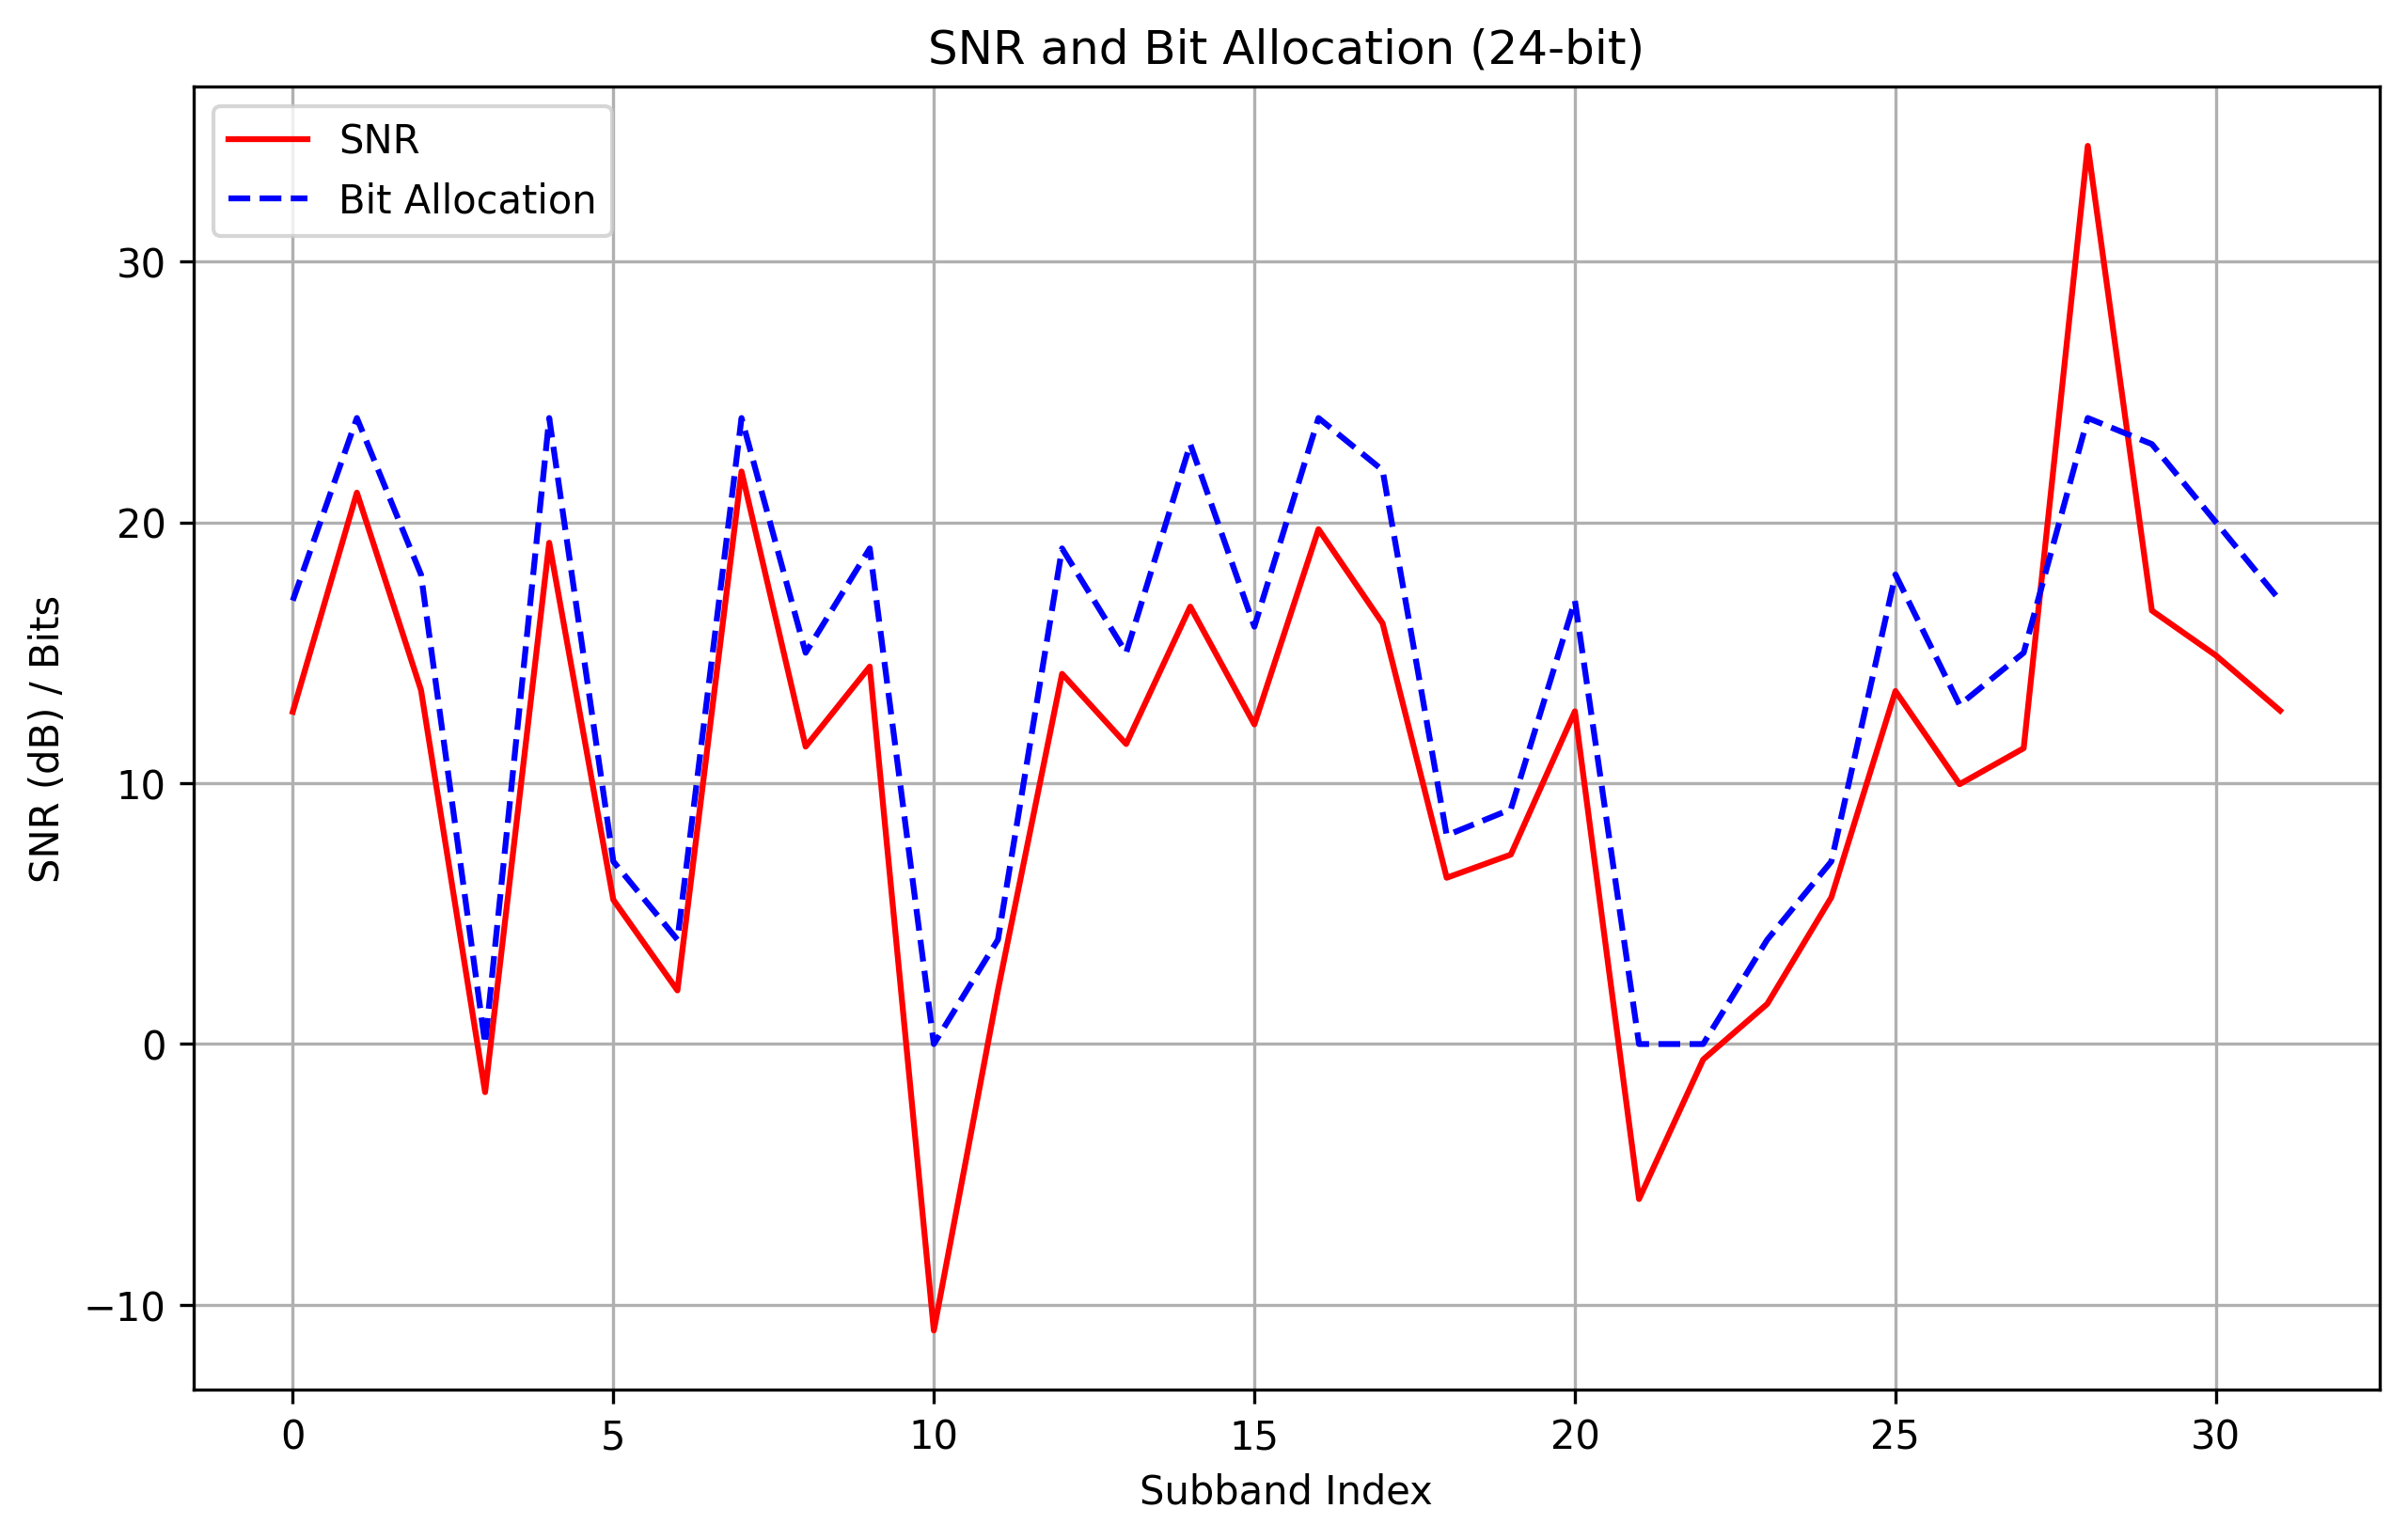 SNR and Bit Allocation (24-bit)
SNR
Bit Allocation
SNR (dB) / Bits
30
20
10
0
−10
0 5 10 15 20 25 30
Subband Index